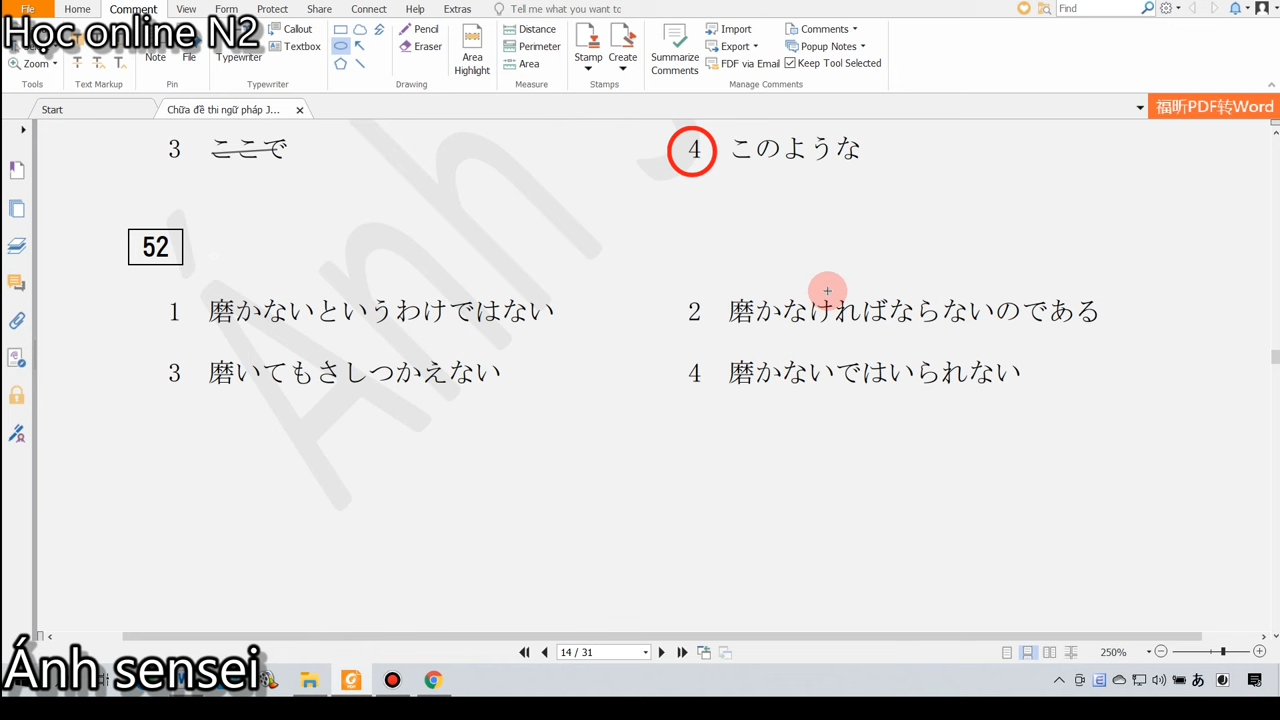 File Home Comment View Form Protect Share Connect Help Extras Tell me what you want to Find
Học online N2
Callout Pencil Distance Import Comments
Textbox Eraser Perimeter Export Popup Notes
Zoom Typewriter Note File Area Highlight Area Stamp Create Summarize Comments FDF via Email Keep Tool Selected
Tools Text Markup Typewriter Drawing Measure Stamps Manage Comments
Start Chữa đề thi ngữ pháp J... 福昕PDF转Word
3 ここで 4 このような
Ánh S
52
1 磨かないというわけではない 2 磨かなければならないのである
3 磨いてもさしつかえない 4 磨かないではいられない
14 / 31 250%
Ánh sensei
あ